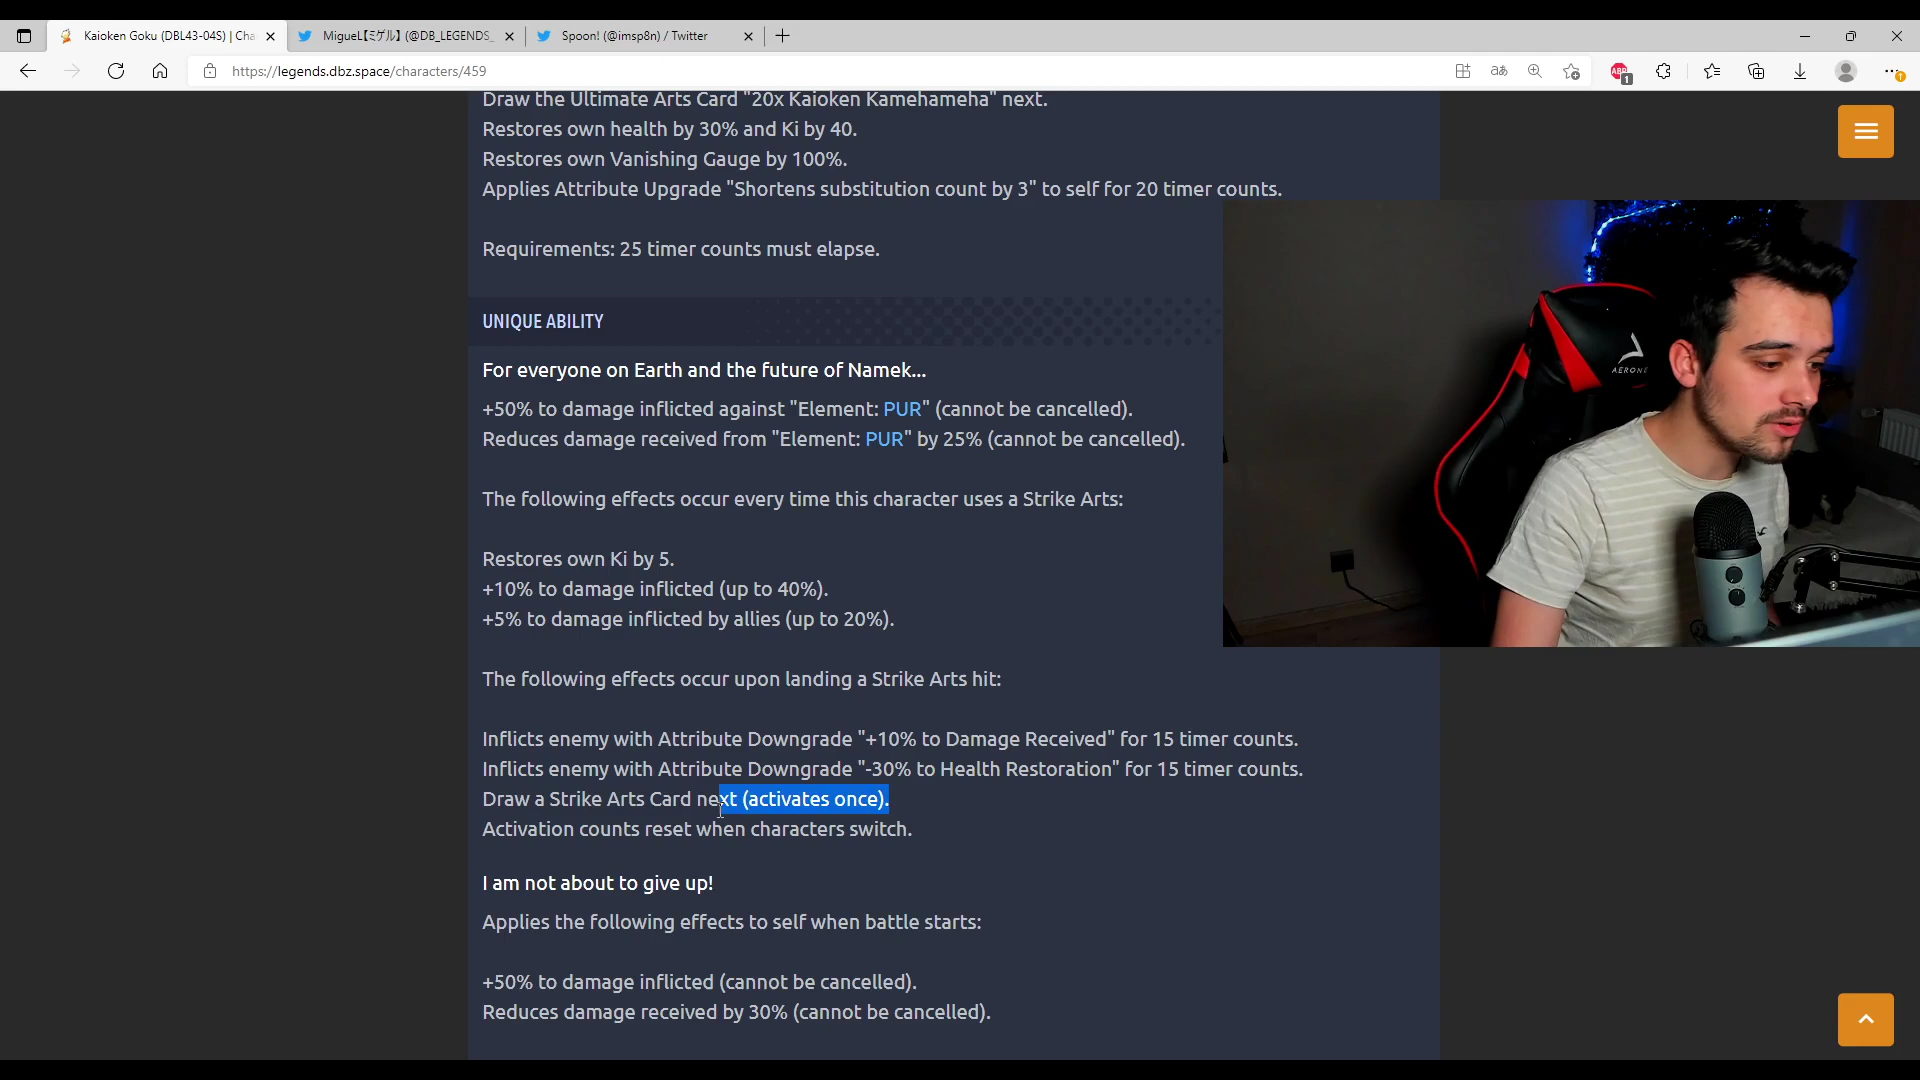 Kaioken Goku (DBL43-04S) | Cha
MigueL【ミゲル】 (@DB_LEGENDS_
Spoon! (@imsp8n) / Twitter
https://legends.dbz.space/characters/459
aあ
ABP
1
Draw the Ultimate Arts Card "20x Kaioken Kamehameha" next.
Restores own health by 30% and Ki by 40.
Restores own Vanishing Gauge by 100%.
Applies Attribute Upgrade "Shortens substitution count by 3" to self for 20 timer counts.
Requirements: 25 timer counts must elapse.
UNIQUE ABILITY
For everyone on Earth and the future of Namek...
+50% to damage inflicted against "Element: PUR" (cannot be cancelled).
Reduces damage received from "Element: PUR" by 25% (cannot be cancelled).
The following effects occur every time this character uses a Strike Arts:
Restores own Ki by 5.
+10% to damage inflicted (up to 40%).
+5% to damage inflicted by allies (up to 20%).
The following effects occur upon landing a Strike Arts hit:
Inflicts enemy with Attribute Downgrade "+10% to Damage Received" for 15 timer counts.
Inflicts enemy with Attribute Downgrade "-30% to Health Restoration" for 15 timer counts.
Draw a Strike Arts Card next (activates once).
Activation counts reset when characters switch.
I am not about to give up!
Applies the following effects to self when battle starts:
+50% to damage inflicted (cannot be cancelled).
Reduces damage received by 30% (cannot be cancelled).
AERO